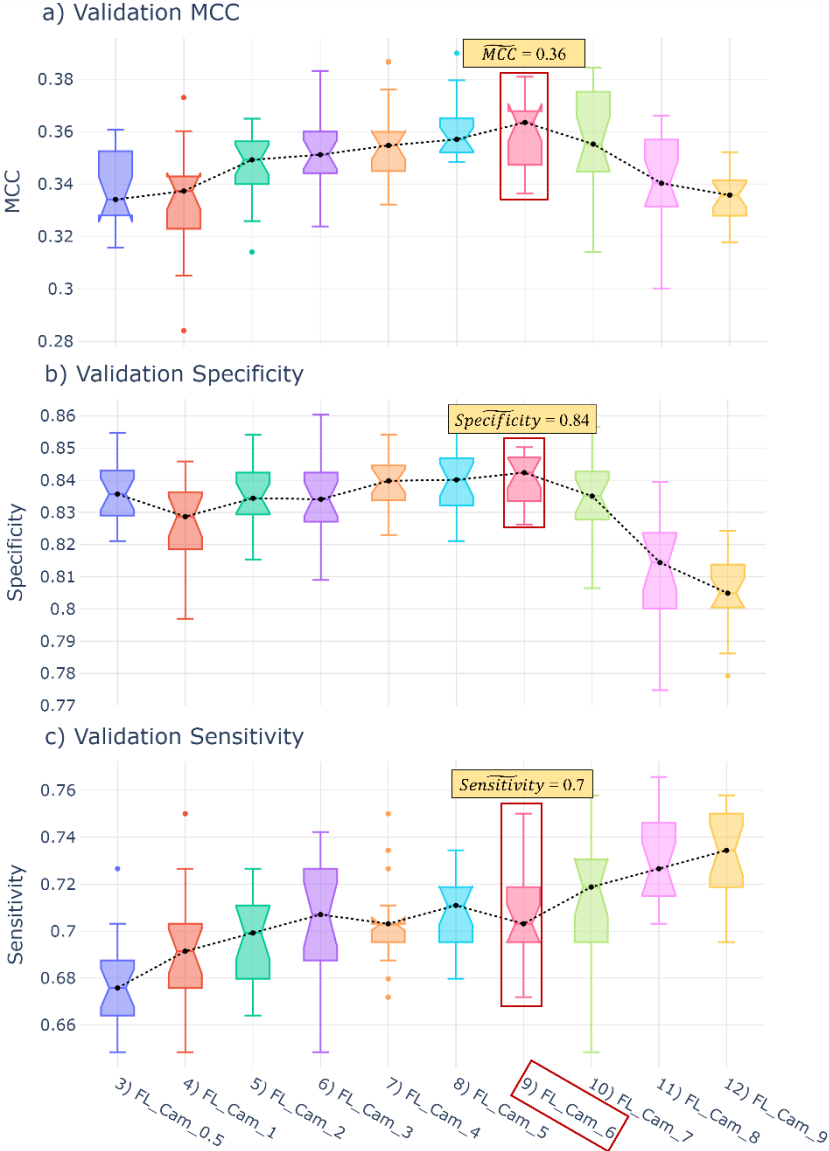 a) Validation MCC
MCC = 0.36
0.38
0.36
0.34
0.32
0.3
0.28
MCC
b) Validation Specificity
Specificity = 0.84
0.86
0.85
0.84
0.83
0.82
0.81
0.8
0.79
0.78
0.77
Specificity
c) Validation Sensitivity
Sensitivity = 0.7
0.76
0.74
0.72
0.7
0.68
0.66
Sensitivity
3) FL_Cam_0.5
4) FL_Cam_1
5) FL_Cam_2
6) FL_Cam_3
7) FL_Cam_4
8) FL_Cam_5
9) FL_Cam_6
10) FL_Cam_7
11) FL_Cam_8
12) FL_Cam_9